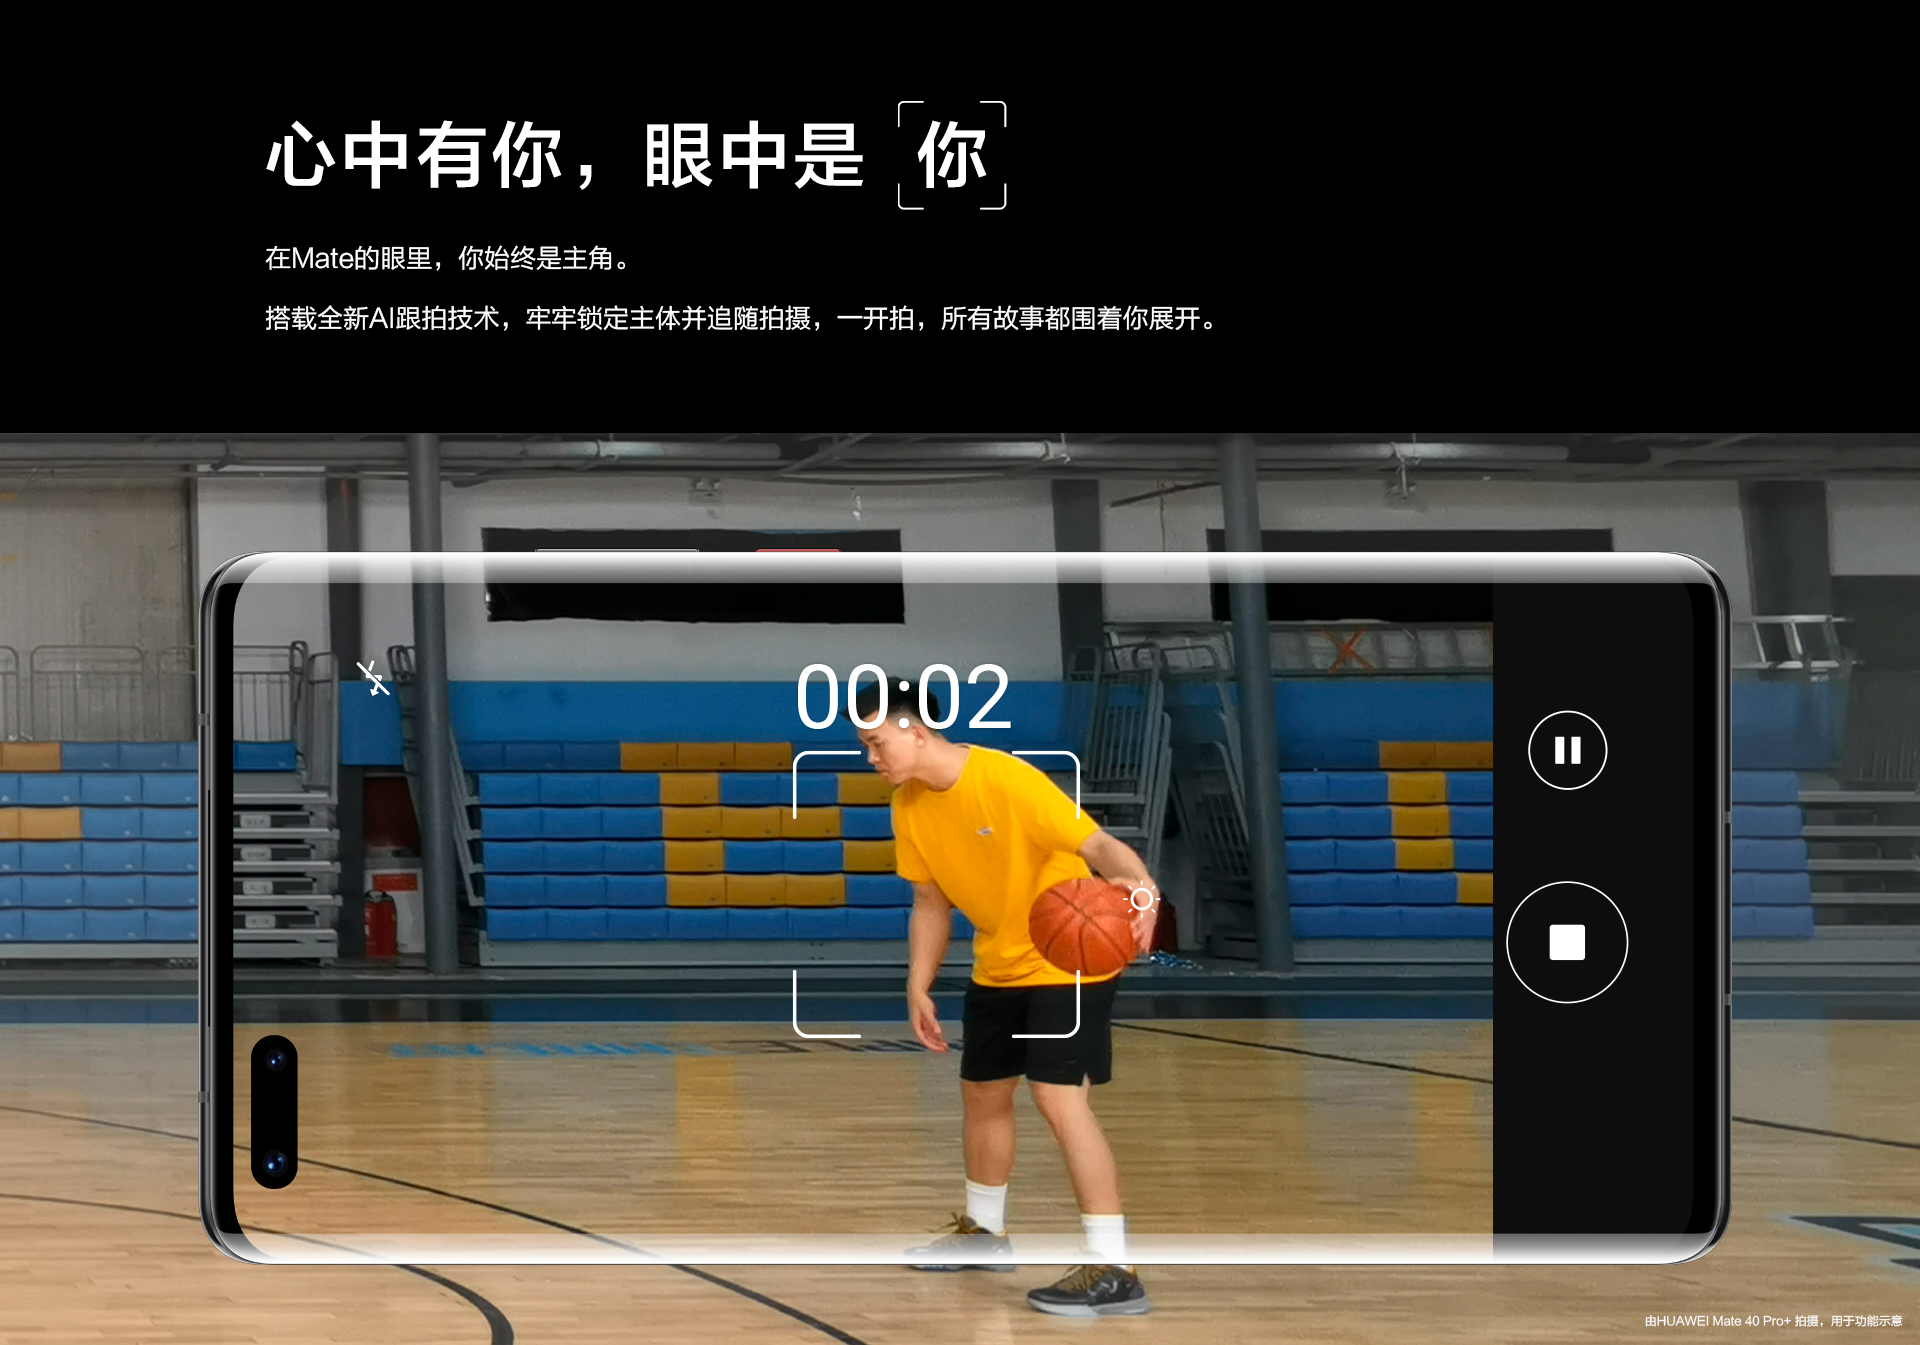 心中有你，眼中是 你
在Mate的眼里，你始终是主角。
搭载全新AI跟拍技术，牢牢锁定主体并追随拍摄，一开拍，所有故事都围着你展开。
00:02
由HUAWEI Mate 40 Pro+ 拍摄，用于功能示意